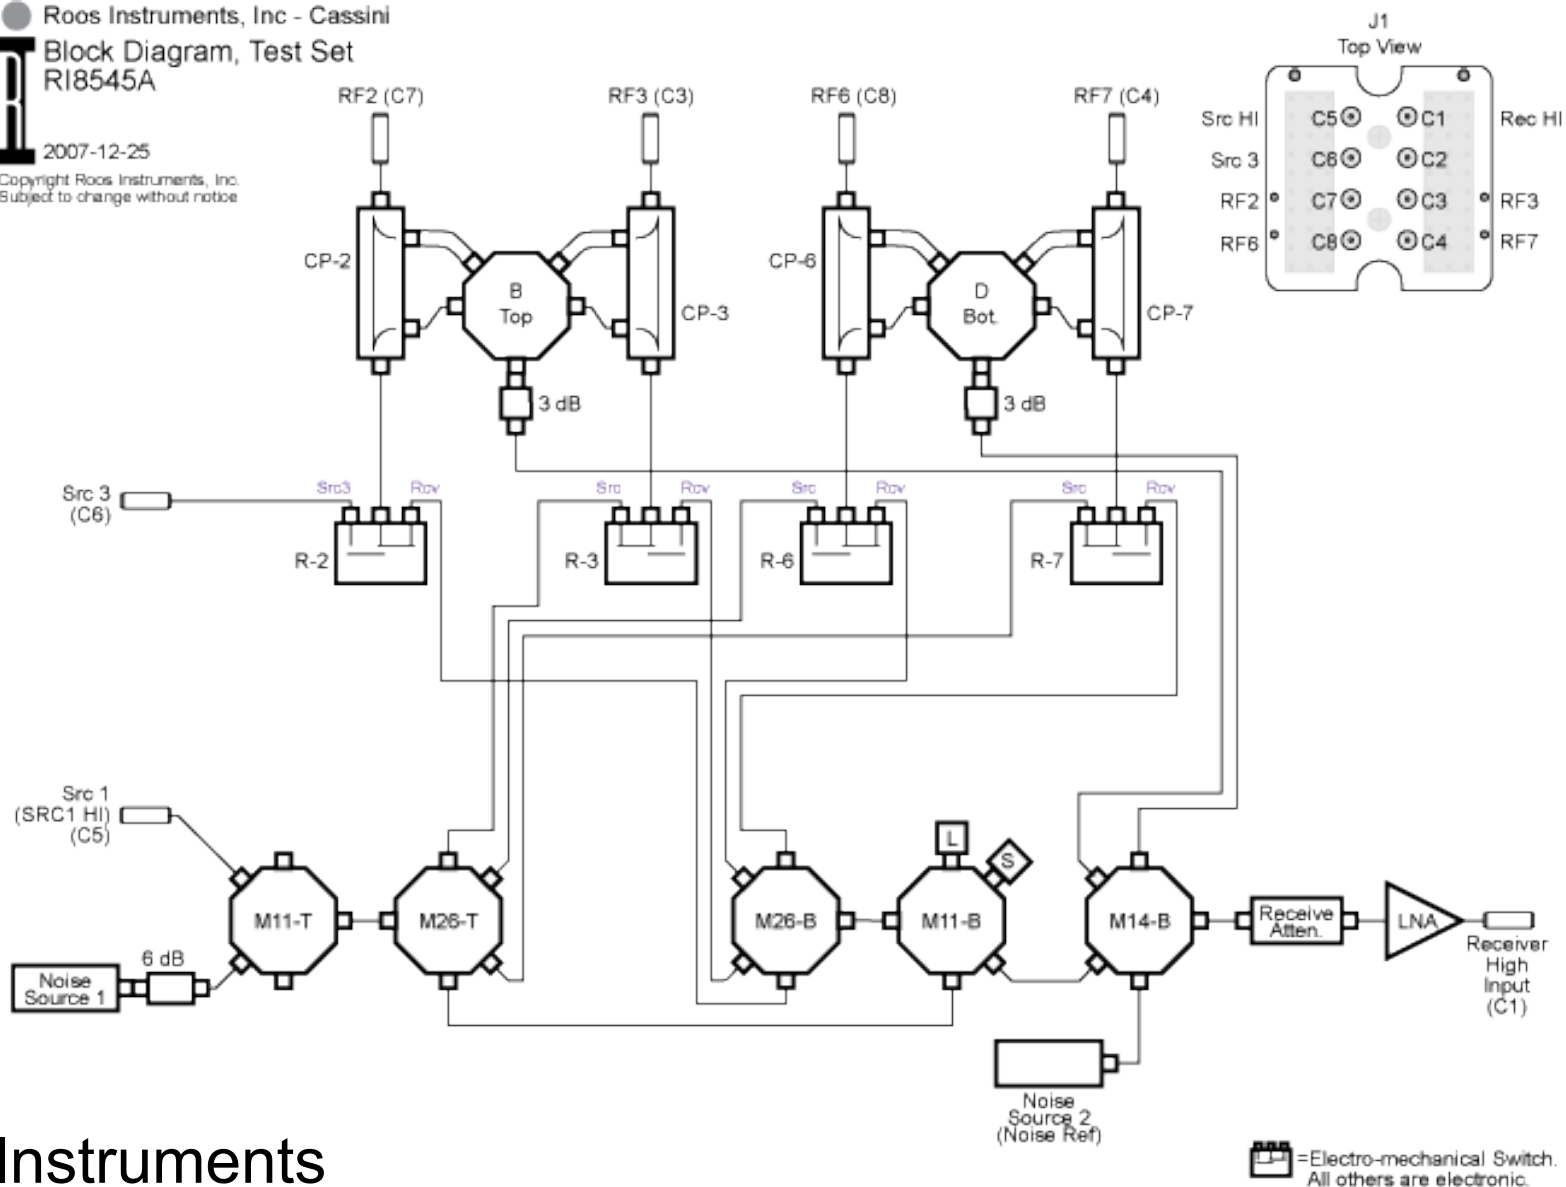 Roos Instruments, Inc - Cassini
Block Diagram, Test Set
RI8545A
2007-12-25
Copyright Roos Instruments, Inc.
Subject to change without notice
RI
J1
Top View
Src HI
C5
C1
Rec HI
Src 3
C6
C2
RF2
C7
C3
RF3
RF6
C8
C4
RF7
RF2 (C7)
RF3 (C3)
RF6 (C8)
RF7 (C4)
CP-2
B
Top
CP-3
CP-6
D
Bot.
CP-7
3 dB
3 dB
Src 3
(C6)
Src3
Rcv
Src
Rcv
Src
Rcv
Src
Rcv
R-2
R-3
R-6
R-7
Src 1
(SRC1 HI)
(C5)
L
S
M11-T
M26-T
M26-B
M11-B
M14-B
Receive
Atten.
LNA
Receiver
High
Input
(C1)
6 dB
Noise
Source 1
Noise
Source 2
(Noise Ref)
=Electro-mechanical Switch.
All others are electronic.
Instruments